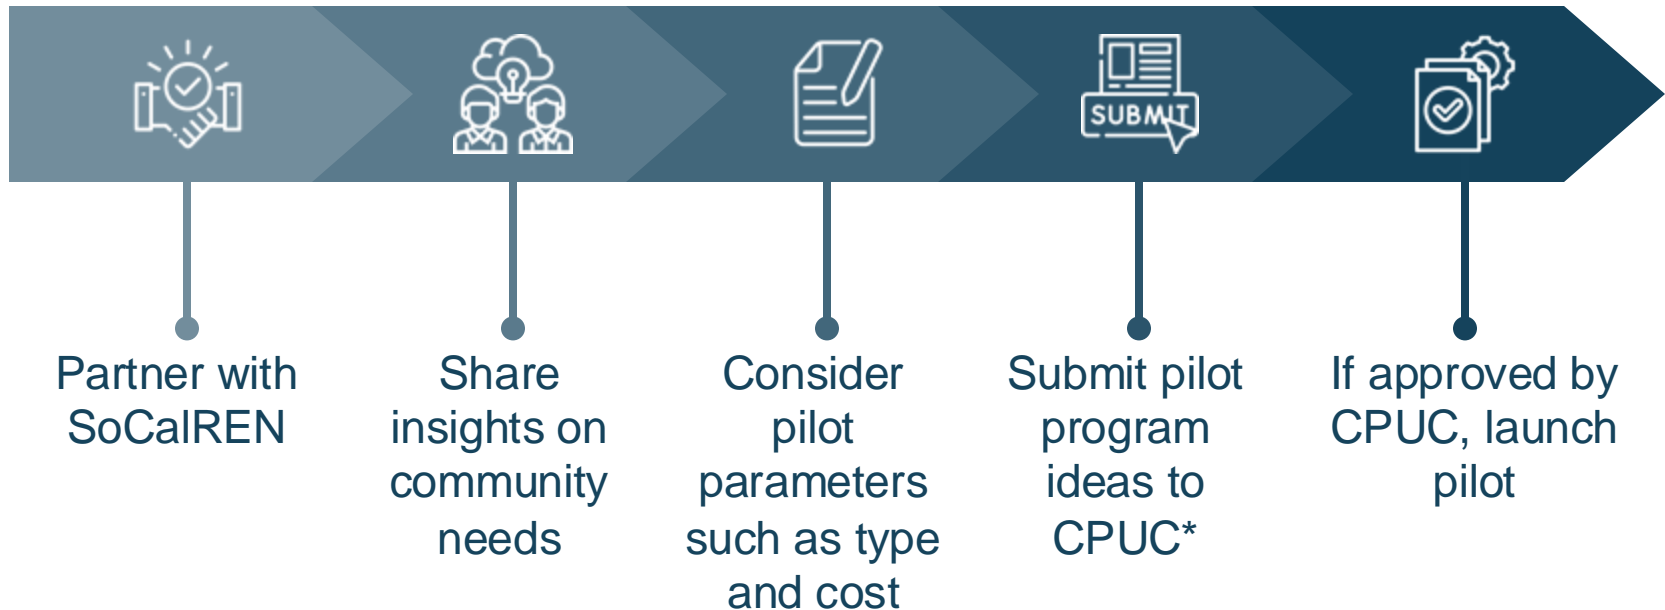 SUBMIT
Partner with
SoCalREN
Share
insights on
community
needs
Consider
pilot
parameters
such as type
and cost
Submit pilot
program
ideas to
CPUC*
If approved by
CPUC, launch
pilot